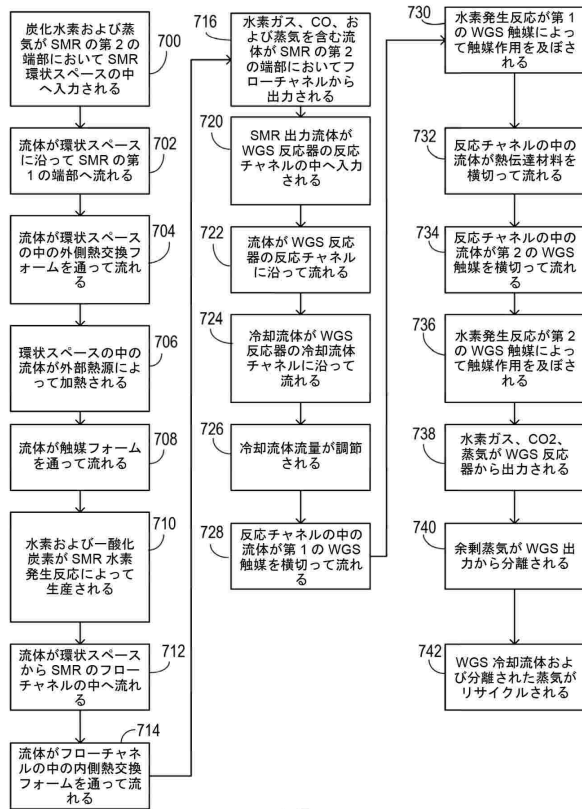 炭化水素および蒸
気が SMR の第 2 の
端部において SMR
環状スペースの中
へ入力される
700
流体が環状スペース
に沿って SMR の第
1 の端部へ流れる
702
流体が環状スペース
の中の外側熱交換
フォームを通って流
れる
704
環状スペースの中
の流体が外部熱源に
よって加熱される
706
流体が触媒フォーム
を通って流れる
708
水素および一酸化
炭素が SMR 水素
発生反応によって
生産される
710
流体が環状スペース
から SMR のフロー
チャネルの中へ流れ
る
712
流体がフローチャネ
ルの中の内側熱交換
フォームを通って流
れる
714
716
水素ガス、CO、お
よび蒸気を含む流
体が SMR の第 2
の端部においてフ
ローチャネルから
出力される
720
SMR 出力流体が
WGS 反応器の反応
チャネルの中へ入力
される
722
流体が WGS 反応
器の反応チャネル
に沿って流れる
724
冷却流体が WGS
反応器の冷却流体
チャネルに沿って
流れる
726
冷却流体流量が調節
される
728
反応チャネルの中の
流体が第 1 の WGS
触媒を横切って流れ
る
730
水素発生反応が第 1
の WGS 触媒によっ
て触媒作用を及ぼさ
れる
732
反応チャネルの中
の流体が熱伝達材料を
横切って流れる
734
反応チャネルの中の
流体が第 2 の WGS
触媒を横切って流れ
る
736
水素発生反応が第 2
の WGS 触媒によっ
て触媒作用を及ぼさ
れる
738
水素ガス、CO2、
蒸気が WGS 反応
器から出力される
740
余剰蒸気が WGS 出
力から分離される
742
WGS 冷却流体およ
び分離された蒸気が
リサイクルされる